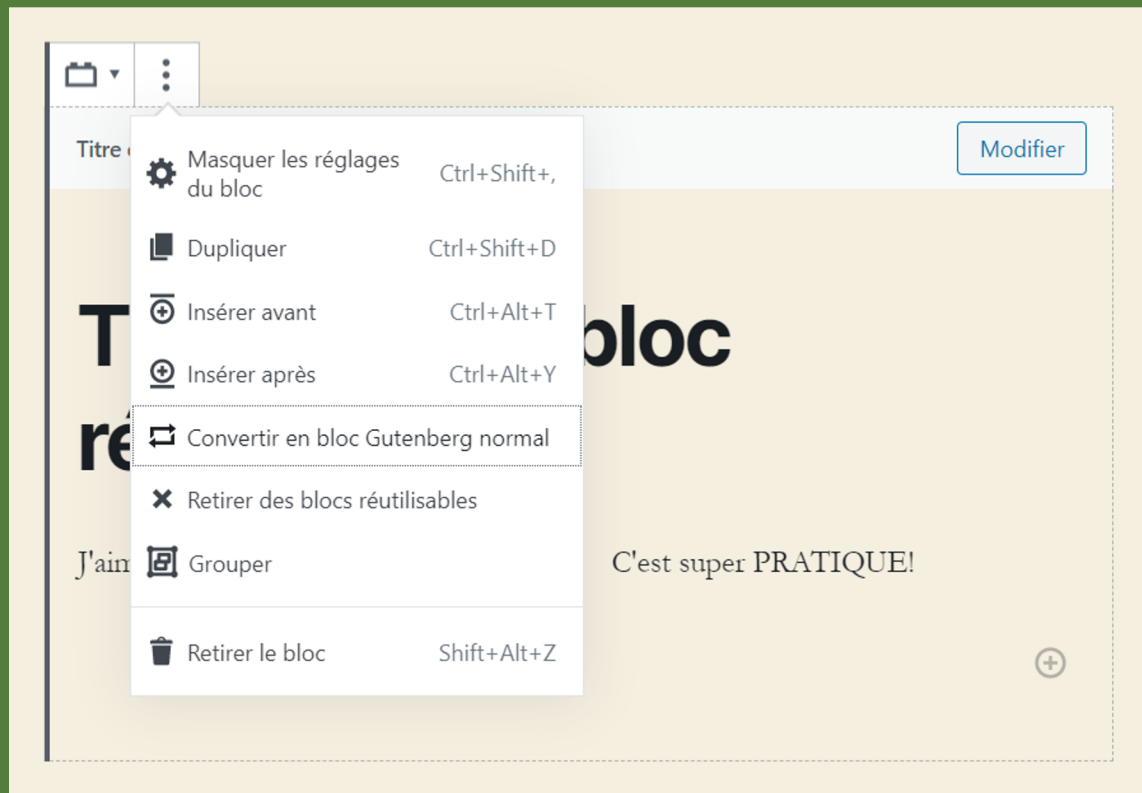 Titre
Modifier
Masquer les réglages
du bloc
Ctrl+Shift+,
Dupliquer
Ctrl+Shift+D
Insérer avant
Ctrl+Alt+T
Insérer après
Ctrl+Alt+Y
Convertir en bloc Gutenberg normal
Retirer des blocs réutilisables
Grouper
Retirer le bloc
Shift+Alt+Z
bloc
C'est super PRATIQUE!